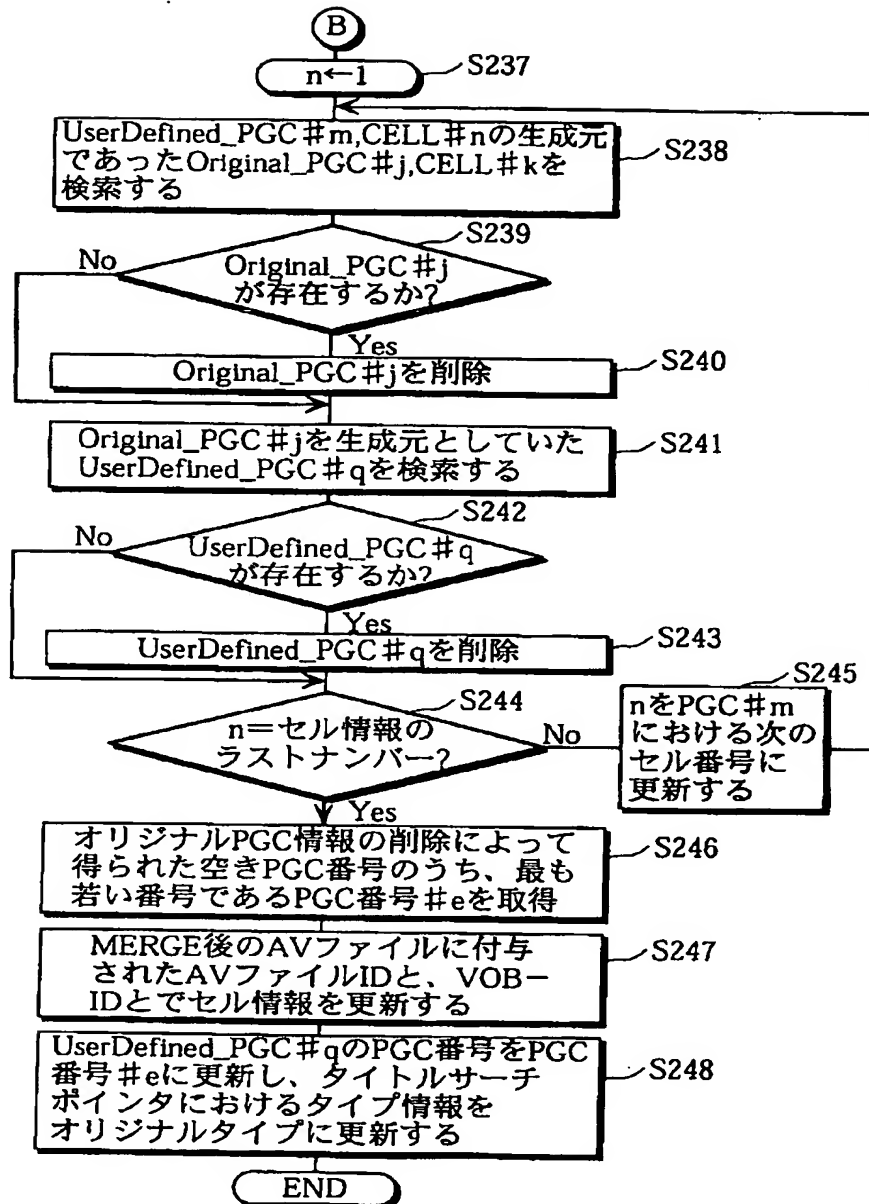 B
n←1
S237
UserDefined_PGC#m,CELL#nの生成元
であったOriginal_PGC#j,CELL#kを
検索する
S238
S239
No
Original_PGC#j
が存在するか?
Yes
Original_PGC#jを削除
S240
Original_PGC#jを生成元としていた
UserDefined_PGC#qを検索する
S241
S242
No
UserDefined_PGC#q
が存在するか?
Yes
UserDefined_PGC#qを削除
S243
S244
n=セル情報の
ラストナンバー?
No
S245
nをPGC#m
における次の
セル番号に
更新する
Yes
オリジナルPGC情報の削除によって
得られた空きPGC番号のうち、最も
若い番号であるPGC番号#eを取得
S246
MERGE後のAVファイルに付与
されたAVファイルIDと、VOB-
IDとでセル情報を更新する
S247
UserDefined_PGC#qのPGC番号をPGC
番号#eに更新し、タイトルサーチ
ポインタにおけるタイプ情報を
オリジナルタイプに更新する
S248
END